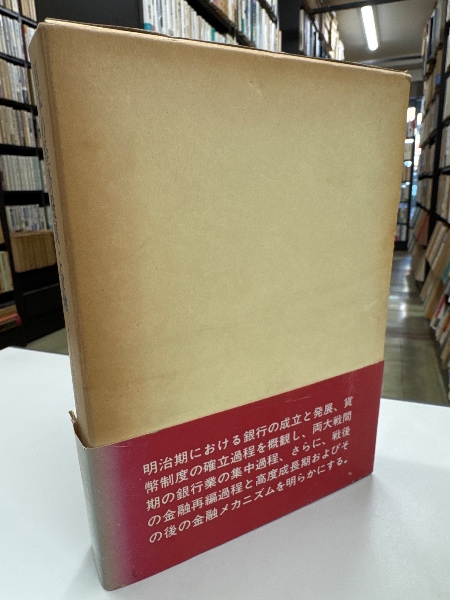 明治期における銀行の成立と発展、貨
幣制度の確立過程を概観し、両大戦間
期の銀行業の集中過程、さらに、戦後
の金融再編過程と高度成長期およびそ
の後の金融メカニズムを明らかにする。